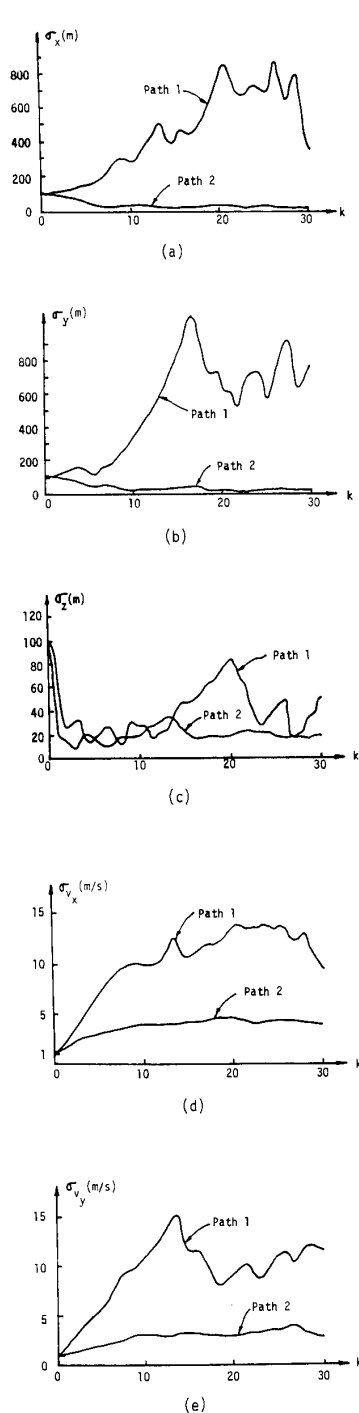 σx(m)
800
600
400
200
0
Path 1
Path 2
0 10 20 30 k
(a)
σy(m)
800
600
400
200
0
Path 1
Path 2
0 10 20 30 k
(b)
σz(m)
120
100
80
60
40
20
0
Path 1
Path 2
0 10 20 30 k
(c)
σvx(m/s)
15
10
5
1
Path 1
Path 2
0 10 20 30 k
(d)
σvy(m/s)
15
10
5
0
Path 1
Path 2
0 10 20 30 k
(e)